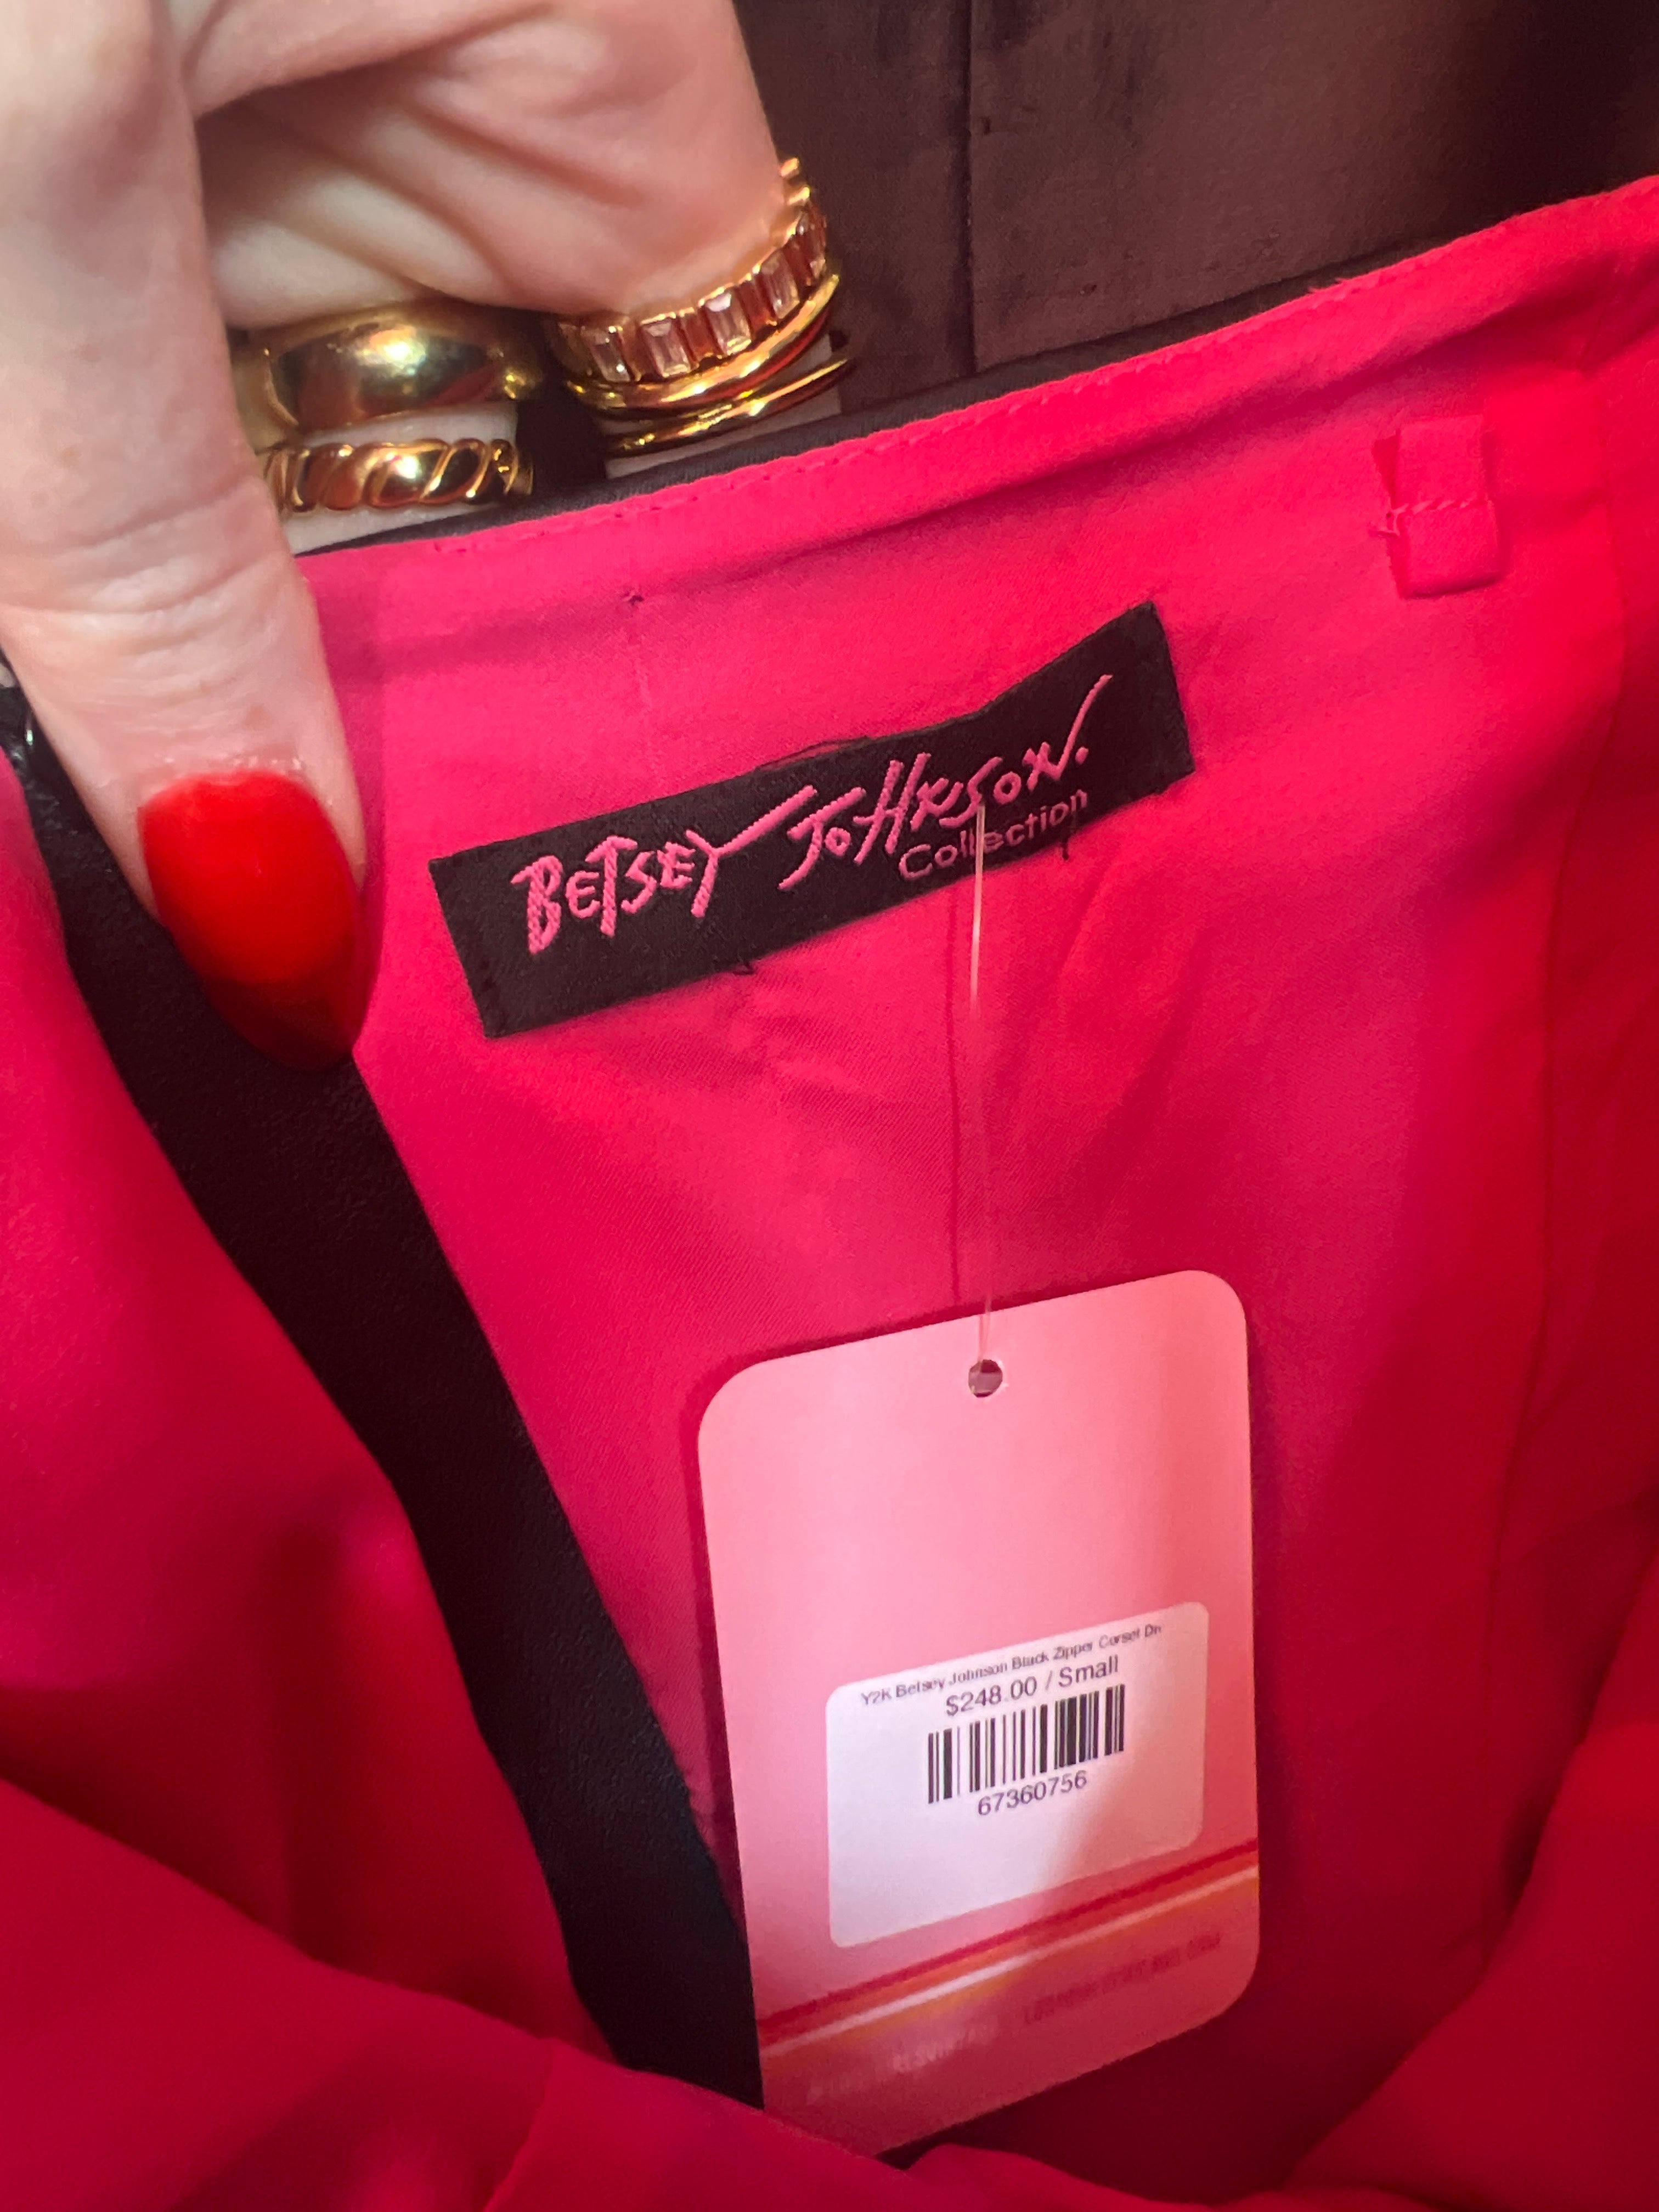 BETSEY JOHNSON.
Collection
Y2K Betsey Johnson Black Zipper Corset Dr
$248.00 / Small
67360756